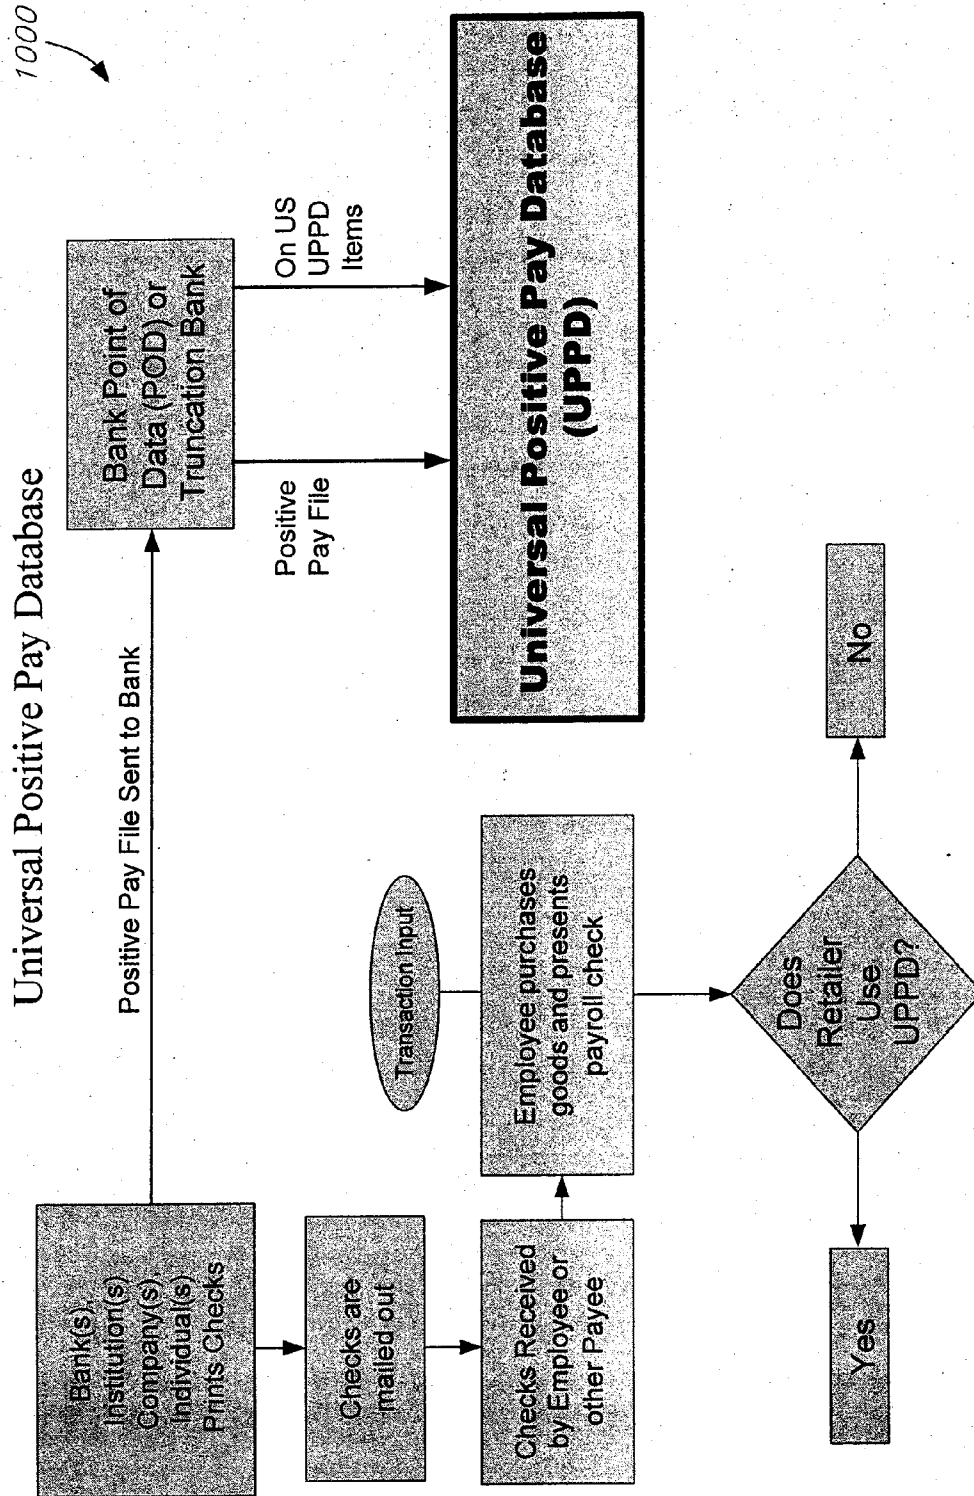 1000
Universal Positive Pay Database
Bank(s),
Institution(s)
Company(s),
Individual(s)
Prints Checks
Positive Pay File Sent to Bank
Bank Point of
Data (POD) or
Truncation Bank
Positive
Pay File
On US
UPPD
Items
Universal Positive Pay Database
(UPPD)
Checks are
mailed out
Checks Received
by Employee or
other Payee
Transaction Input
Employee purchases
goods and presents
payroll check
Does
Retailer
Use
UPPD?
Yes
No